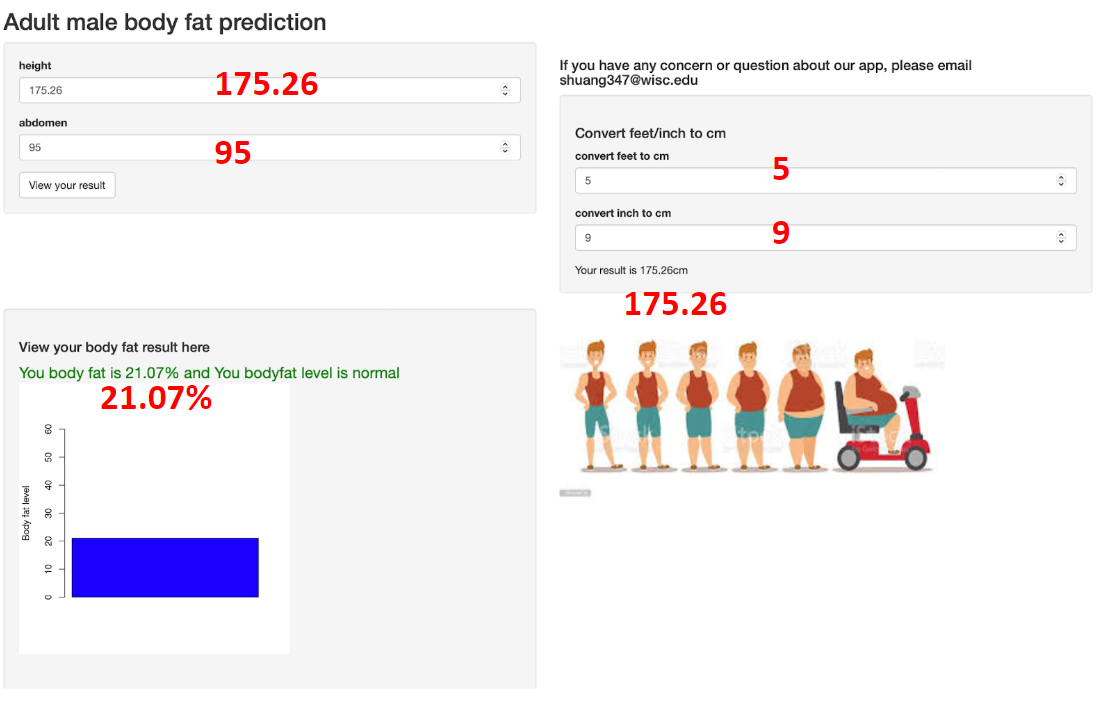 Adult male body fat prediction
height
175.26
175.26
abdomen
95
95
View your result
If you have any concern or question about our app, please email
shuang347@wisc.edu
Convert feet/inch to cm
convert feet to cm
5
5
convert inch to cm
9
9
Your result is 175.26cm
175.26
View your body fat result here
You body fat is 21.07% and You bodyfat level is normal
21.07%
Body fat level
60
50
40
30
20
10
0
iStock